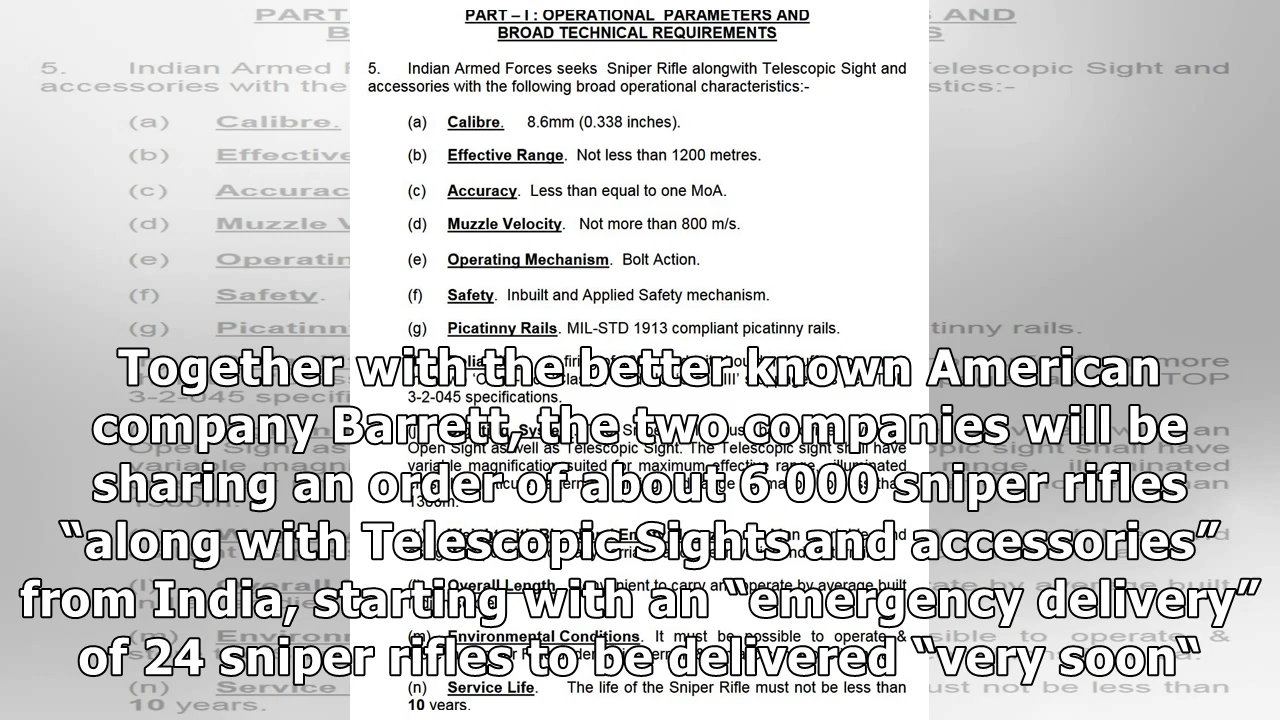 PART – I : OPERATIONAL PARAMETERS AND
BROAD TECHNICAL REQUIREMENTS
5. Indian Armed Forces seeks Sniper Rifle alongwith Telescopic Sight and
accessories with the following broad operational characteristics:-
(a) Calibre. 8.6mm (0.338 inches).
(b) Effective Range. Not less than 1200 metres.
(c) Accuracy. Less than equal to one MoA.
(d) Muzzle Velocity. Not more than 800 m/s.
(e) Operating Mechanism. Bolt Action.
(f) Safety. Inbuilt and Applied Safety mechanism.
(g) Picatinny Rails. MIL-STD 1913 compliant picatinny rails.
3-2-045 specifications.
Open Sight as well as Telescopic Sight. The Telescopic sight shall have
variable magnification suited for maximum effective range, illuminated
Overall Length.
(m) Environmental Conditions. It must be possible to operate &
(n) Service Life. The life of the Sniper Rifle must not be less than
10 years.
Together with the better known American
company Barrett, the two companies will be
sharing an order of about 6 000 sniper rifles
“along with Telescopic Sights and accessories”
from India, starting with an “emergency delivery”
of 24 sniper rifles to be delivered “very soon“